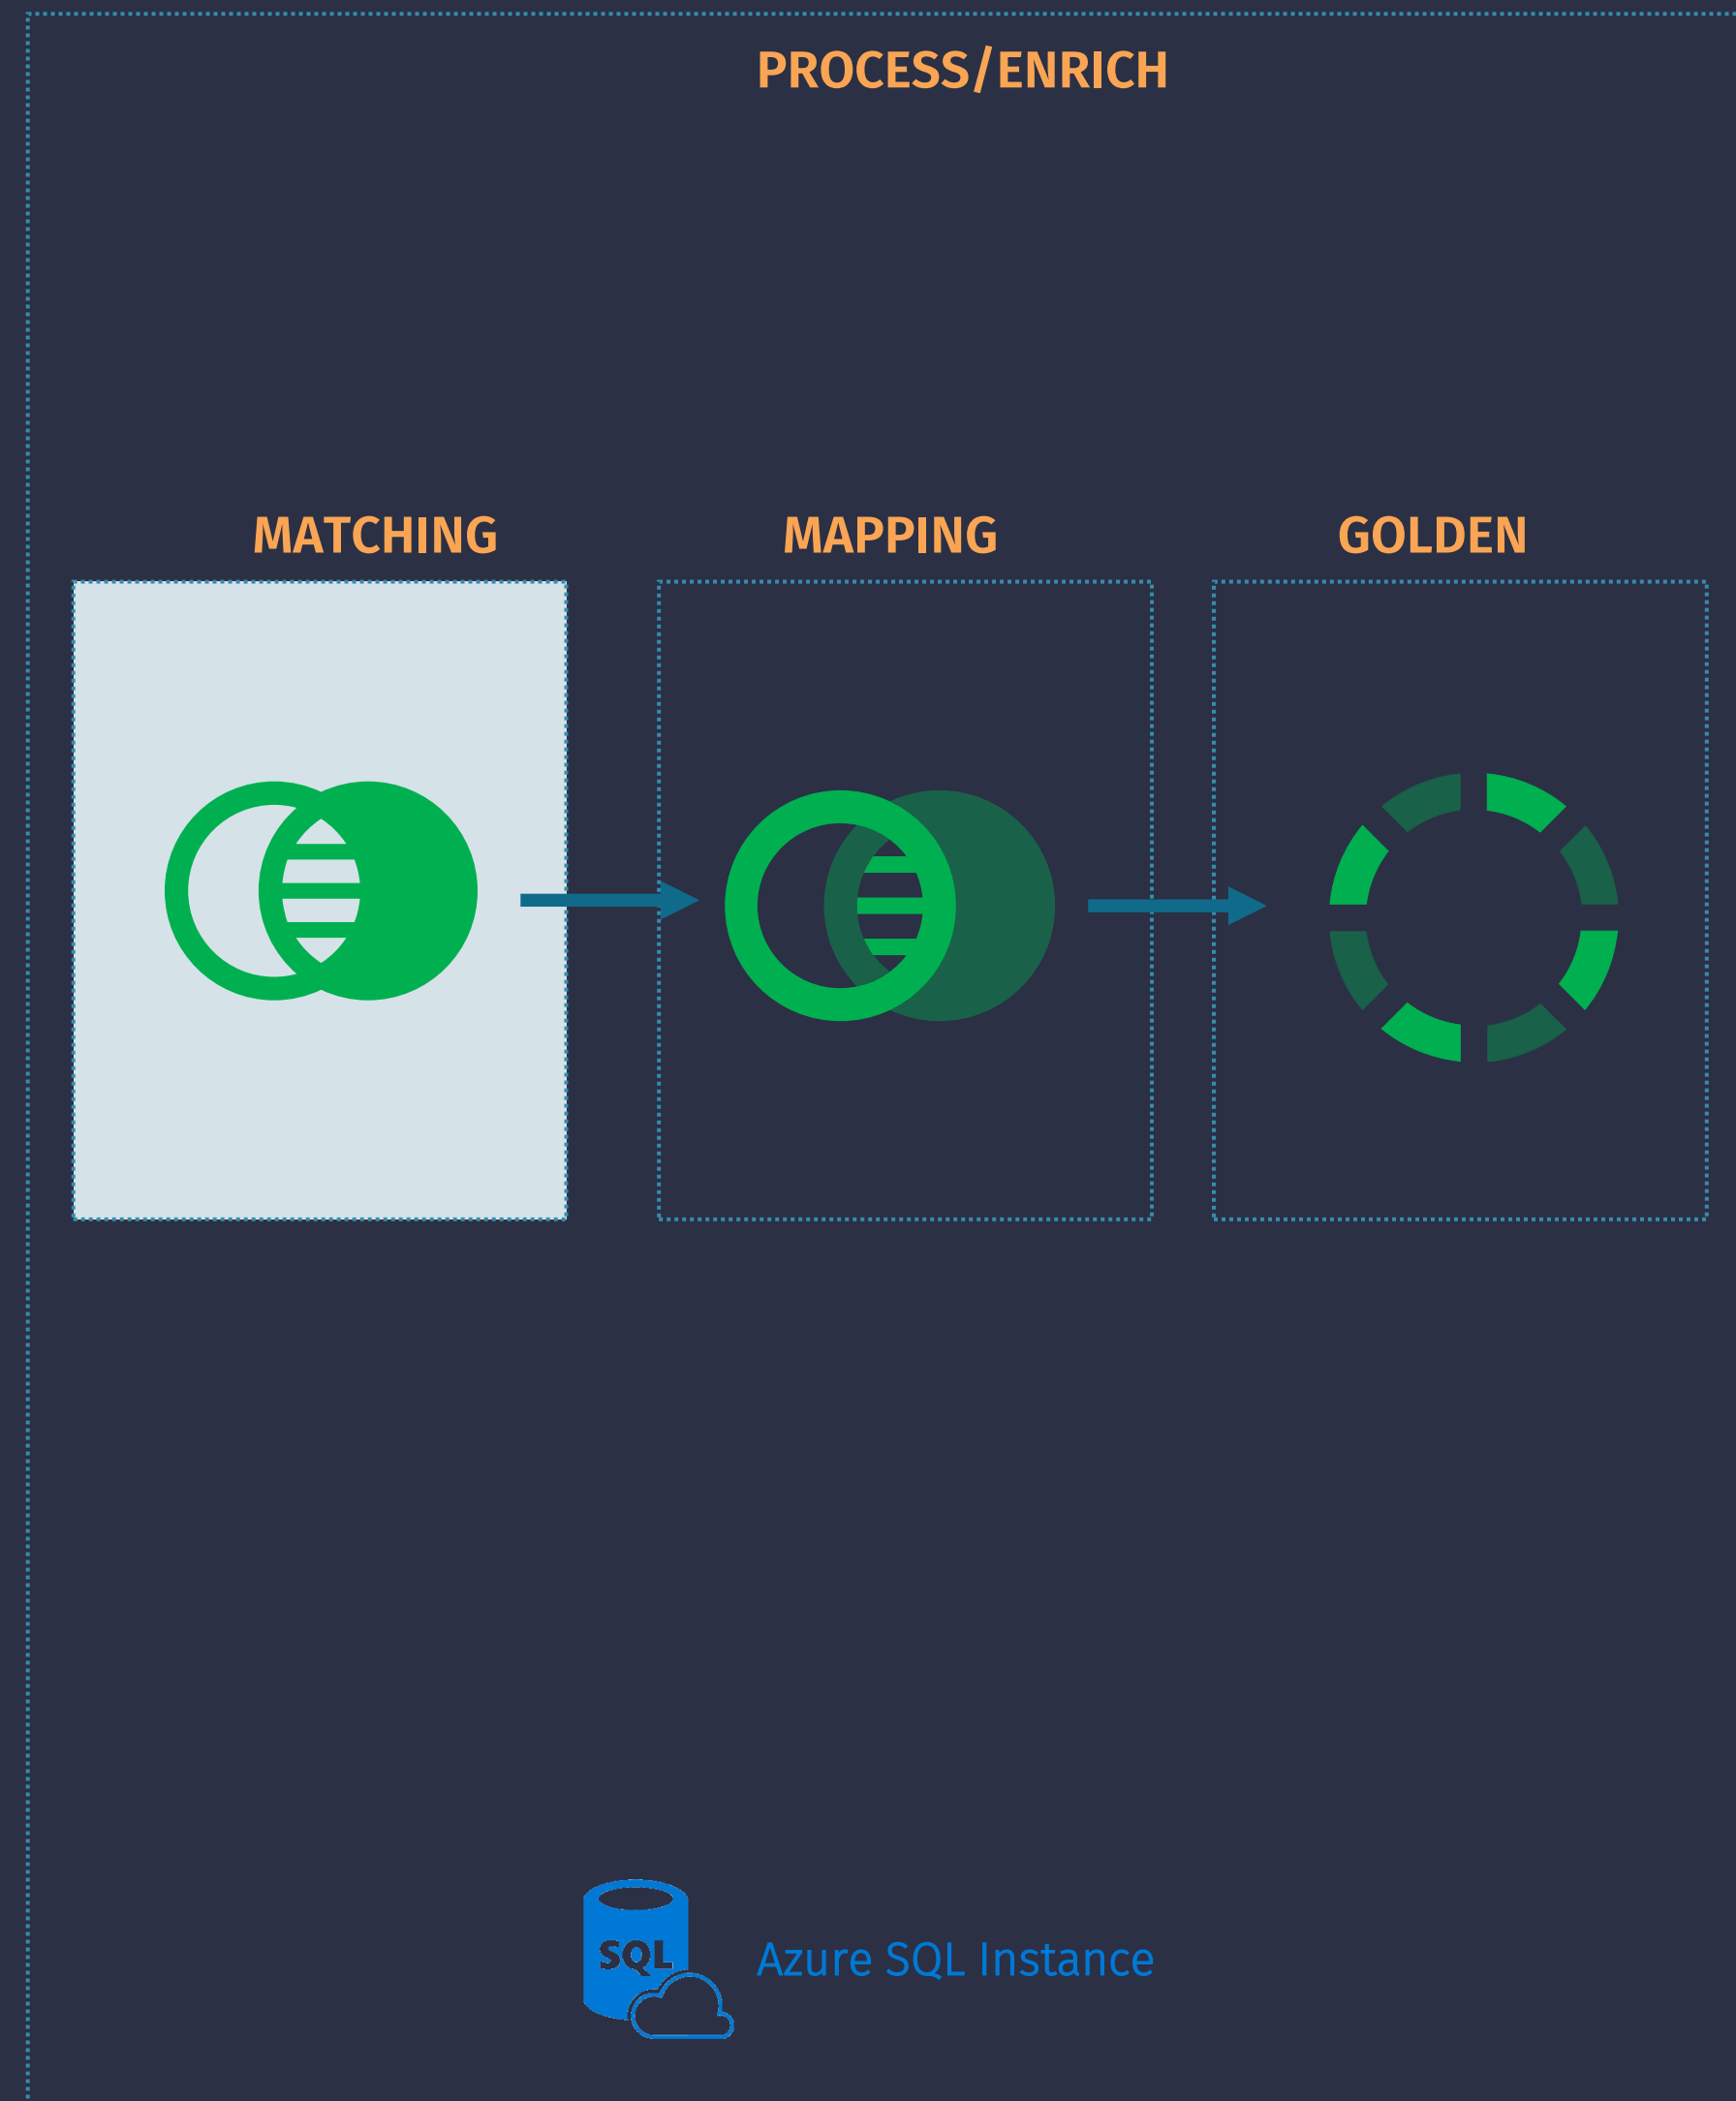 PROCESS/ENRICH
MATCHING
MAPPING
GOLDEN
SQL
Azure SQL Instance